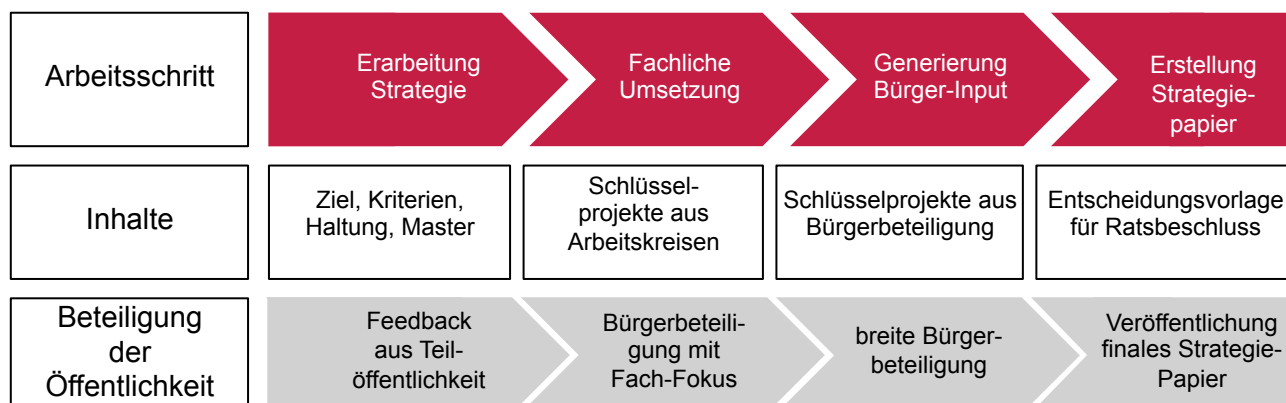 Arbeitsschritt
Erarbeitung
Strategie
Fachliche
Umsetzung
Generierung
Bürger-Input
Erstellung
Strategie-
papier
Inhalte
Ziel, Kriterien,
Haltung, Master
Schlüssel-
projekte aus
Arbeitskreisen
Schlüsselprojekte aus
Bürgerbeteiligung
Entscheidungsvorlage
für Ratsbeschluss
Beteiligung
der
Öffentlichkeit
Feedback
aus Teil-
öffentlichkeit
Bürgerbeteili-
gung mit
Fach-Fokus
breite Bürger-
beteiligung
Veröffentlichung
finales Strategie-
Papier